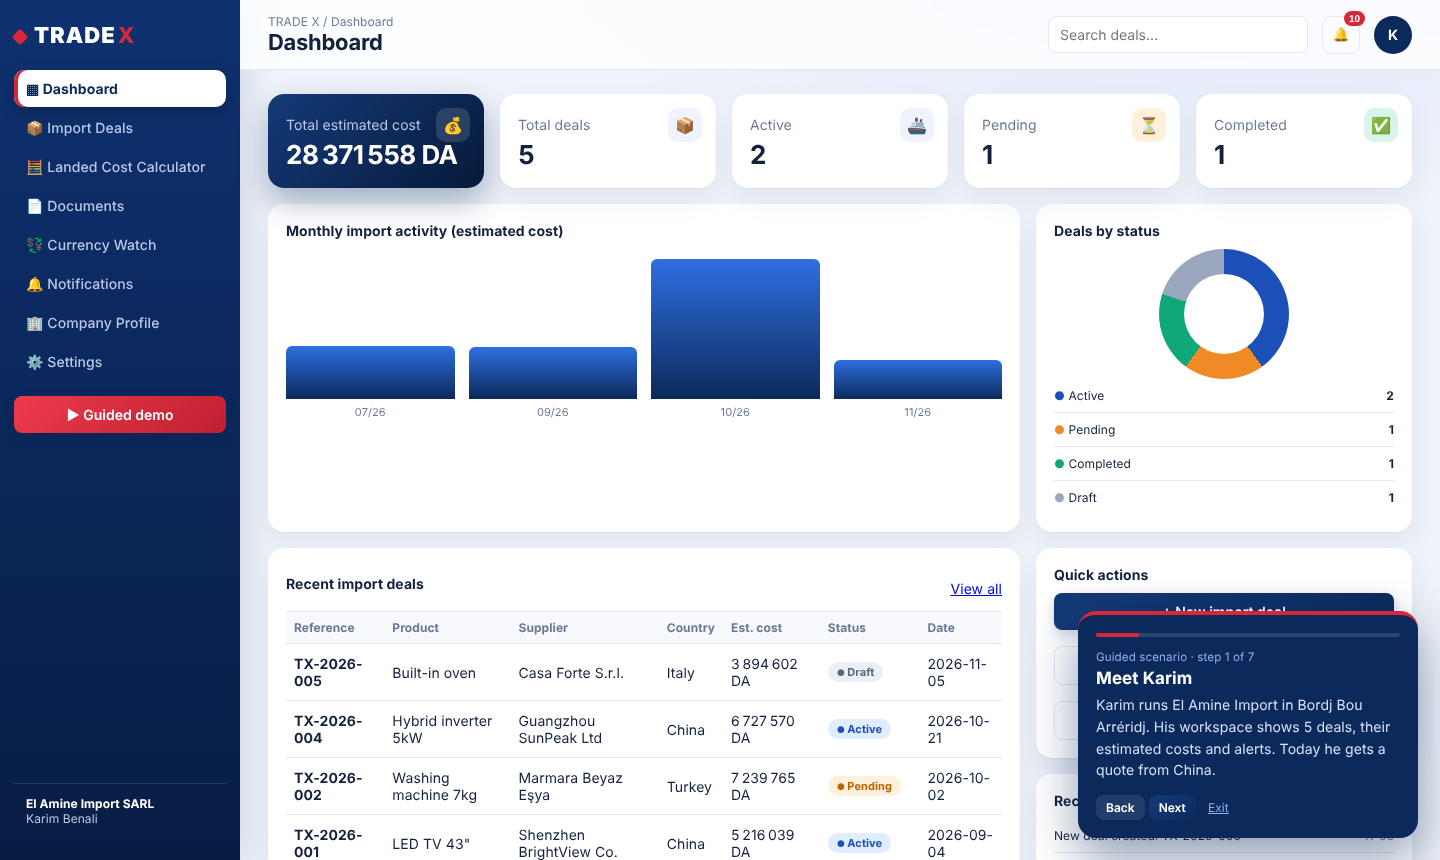 TRADE X
Dashboard
Import Deals
Landed Cost Calculator
Documents
Currency Watch
Notifications
Company Profile
Settings
▶ Guided demo
El Amine Import SARL
Karim Benali
TRADE X / Dashboard
Dashboard
Search deals...
10
K
Total estimated cost
28 371 558 DA
Total deals
5
Active
2
Pending
1
Completed
1
Monthly import activity (estimated cost)
07/26 09/26 10/26 11/26
Deals by status
Active 2
Pending 1
Completed 1
Draft 1
Recent import deals
View all
Reference Product Supplier Country Est. cost Status Date
TX-2026-005 Built-in oven Casa Forte S.r.l. Italy 3 894 602 DA Draft 2026-11-05
TX-2026-004 Hybrid inverter 5kW Guangzhou SunPeak Ltd China 6 727 570 DA Active 2026-10-21
TX-2026-002 Washing machine 7kg Marmara Beyaz Eşya Turkey 7 239 765 DA Pending 2026-10-02
TX-2026-001 LED TV 43" Shenzhen BrightView Co. China 5 216 039 DA Active 2026-09-04
Quick actions
+ New import deal
Guided scenario · step 1 of 7
Meet Karim
Karim runs El Amine Import in Bordj Bou
Arréridj. His workspace shows 5 deals, their
estimated costs and alerts. Today he gets a
quote from China.
Back Next Exit
Rec
New deal created: TX-2026-